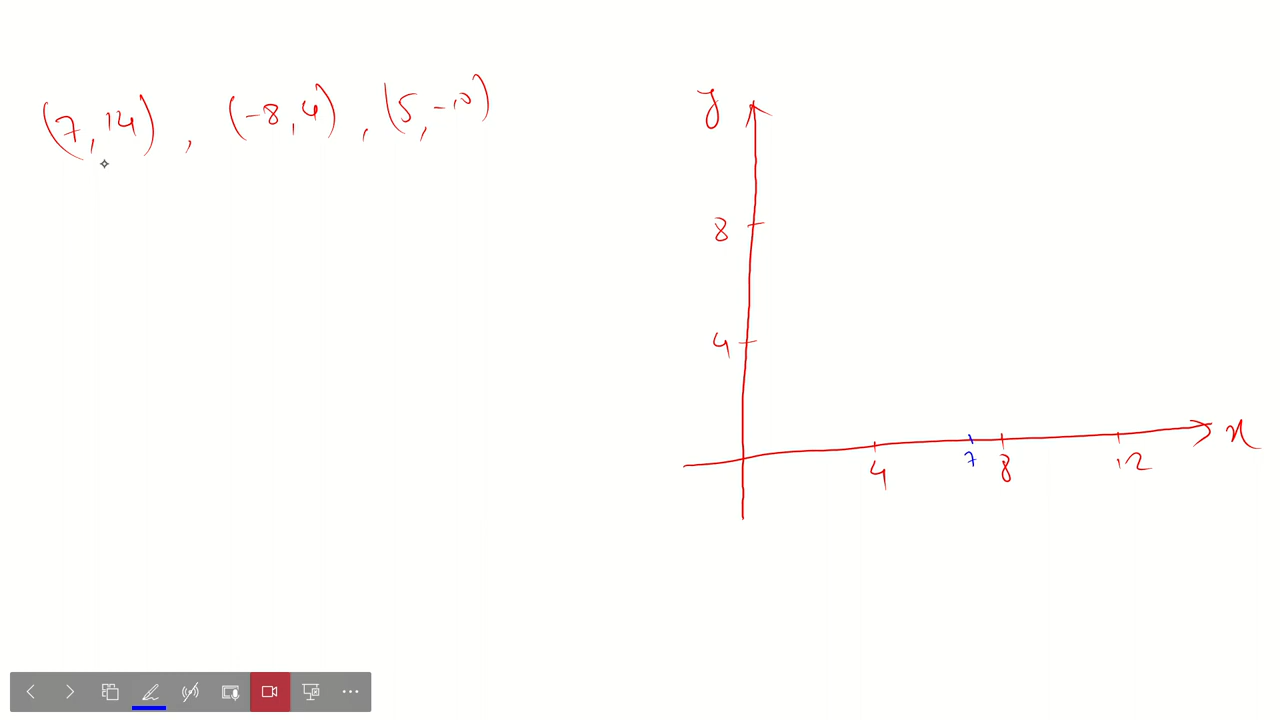 (7, 14) , (-8, 4) , (5, -10)
y
8
4
4 7 8 12
x